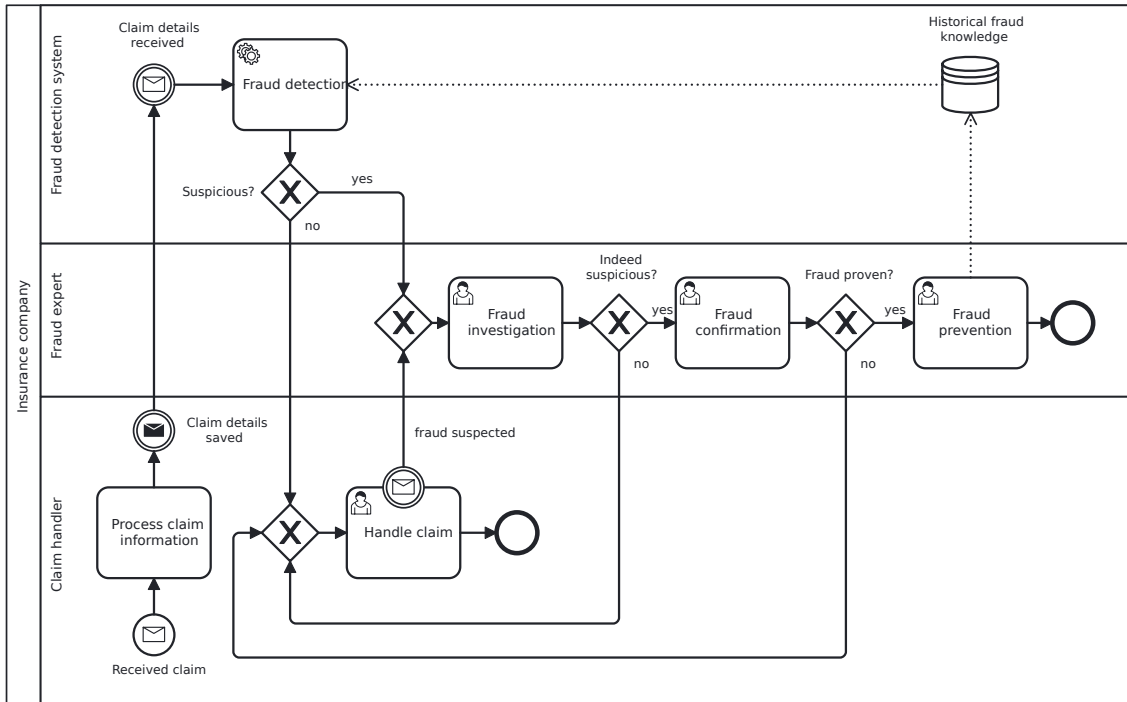 Insurance company
Fraud detection system
Claim details
received
Fraud detection
Historical fraud
knowledge
Suspicious?
yes
no
Fraud expert
Fraud
investigation
Indeed
suspicious?
yes
no
Fraud
confirmation
Fraud proven?
yes
no
Fraud
prevention
Claim handler
Claim details
saved
fraud suspected
Process claim
information
Handle claim
Received claim